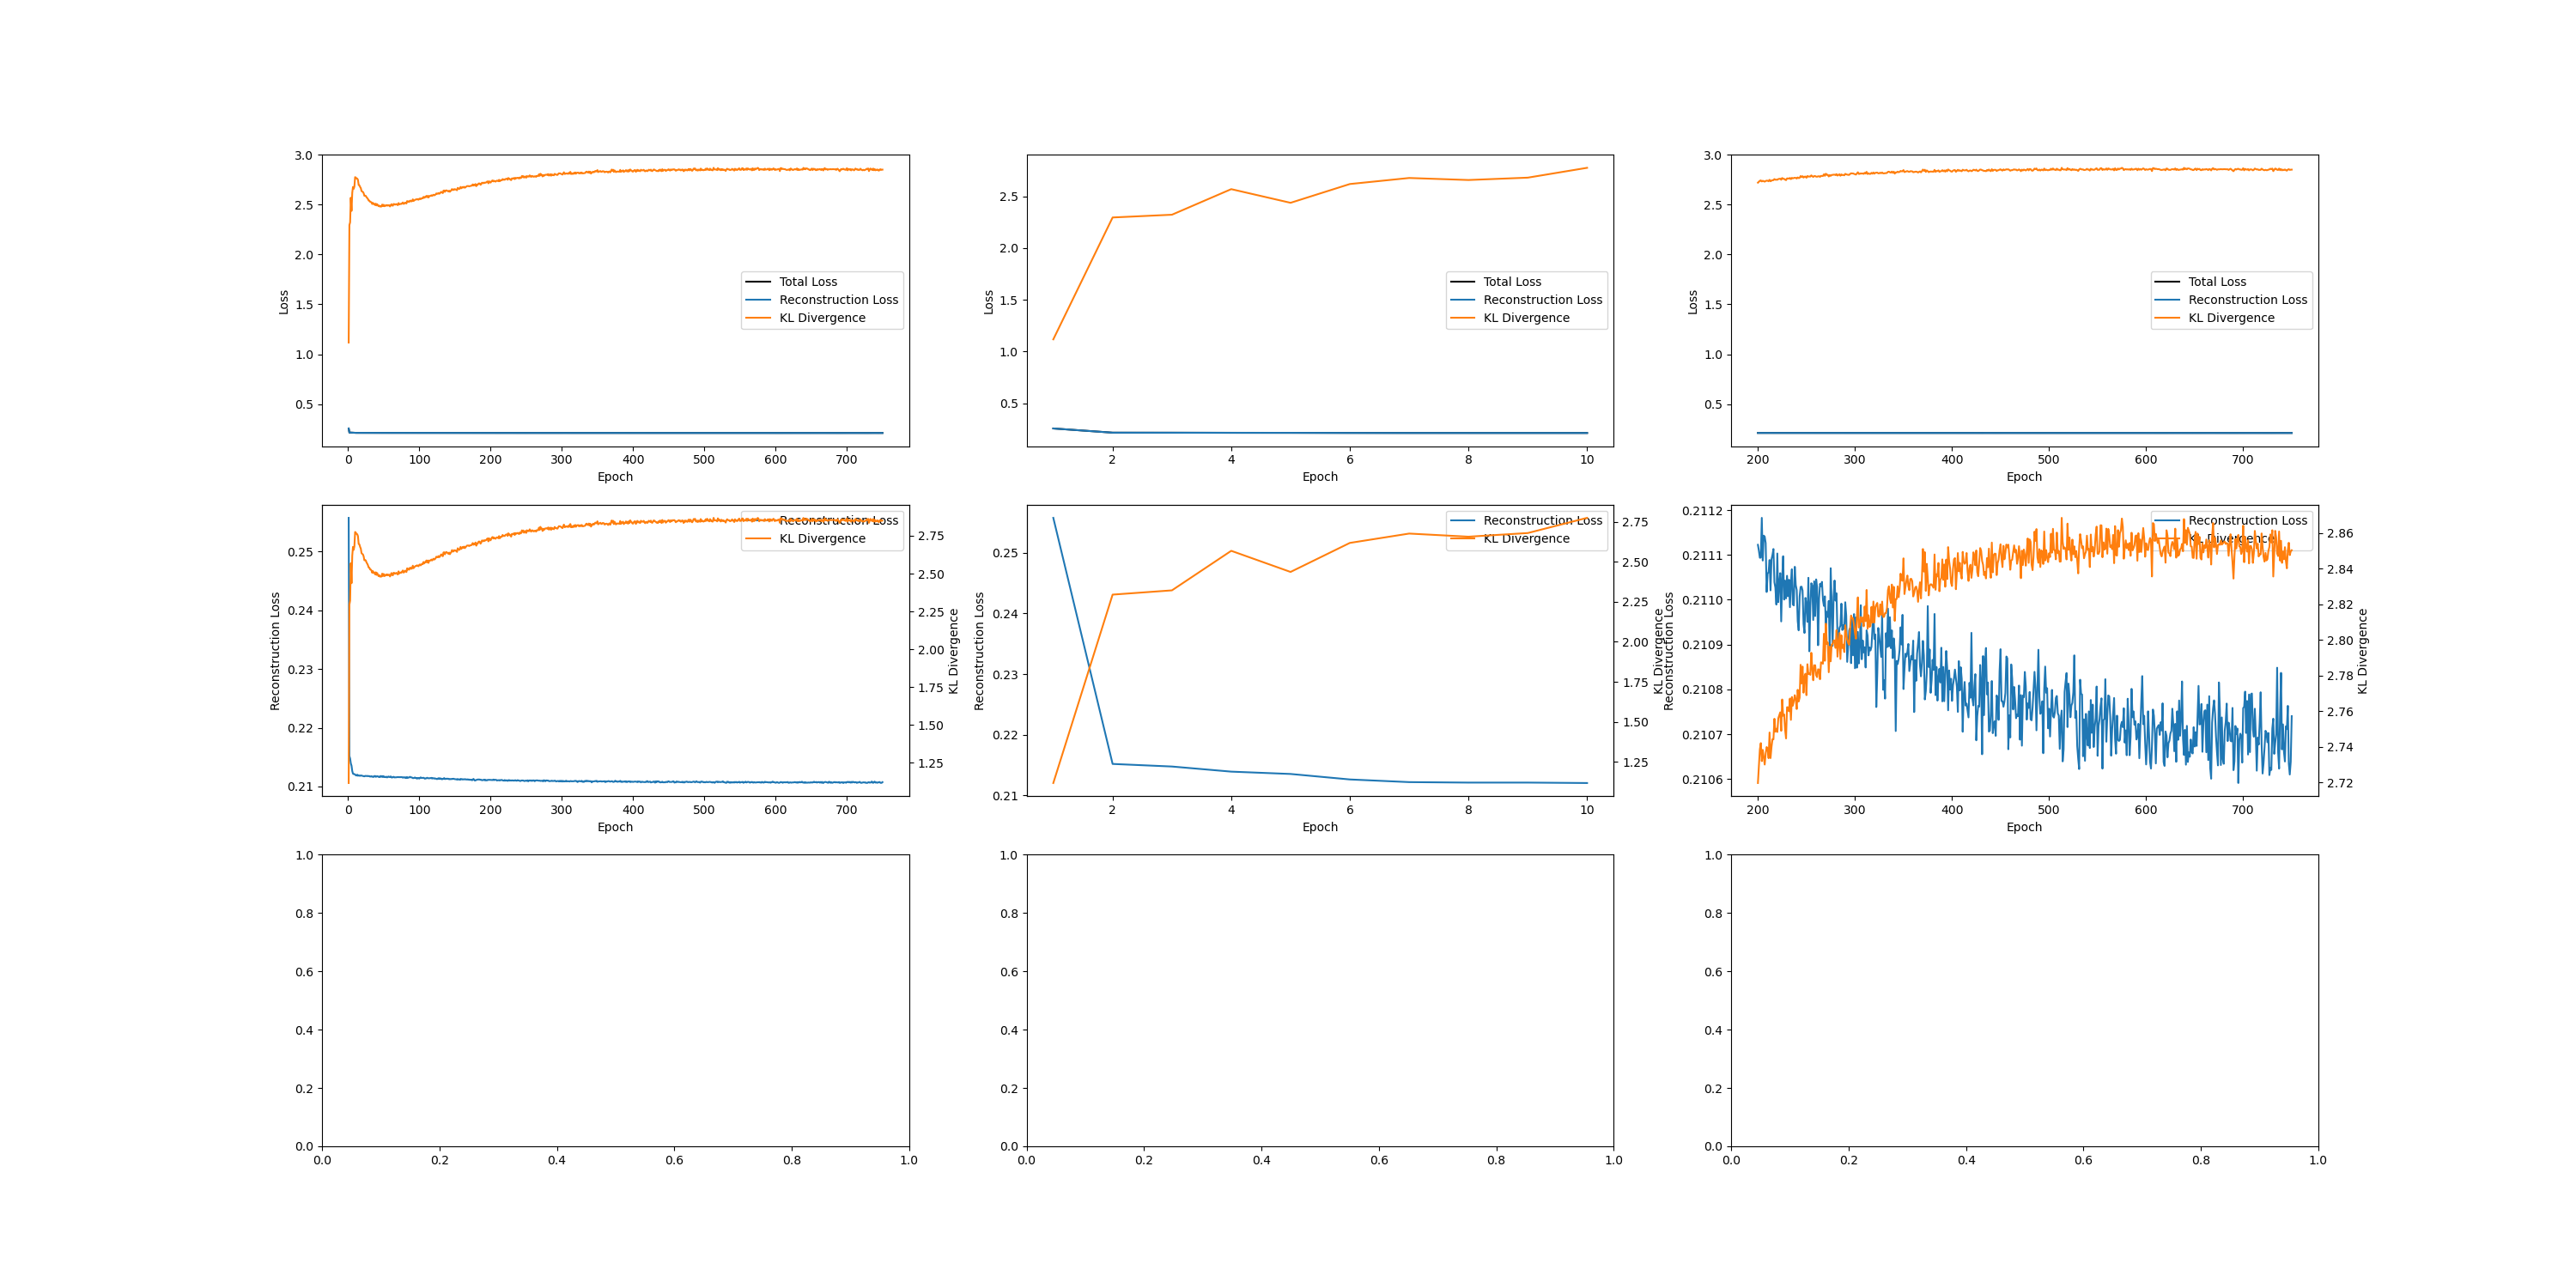 3.0
2.5
2.0
1.5
1.0
0.5
Loss
Total Loss
Reconstruction Loss
KL Divergence
0 100 200 300 400 500 600 700
Epoch
2.5
2.0
1.5
1.0
0.5
Loss
Total Loss
Reconstruction Loss
KL Divergence
2 4 6 8 10
Epoch
3.0
2.5
2.0
1.5
1.0
0.5
Loss
Total Loss
Reconstruction Loss
KL Divergence
200 300 400 500 600 700
Epoch
0.25
0.24
0.23
0.22
0.21
Reconstruction Loss
Reconstruction Loss
KL Divergence
2.75
2.50
2.25
2.00
1.75
1.50
1.25
KL Divergence
0 100 200 300 400 500 600 700
Epoch
0.25
0.24
0.23
0.22
0.21
Reconstruction Loss
Reconstruction Loss
KL Divergence
2.75
2.50
2.25
2.00
1.75
1.50
1.25
KL Divergence
2 4 6 8 10
Epoch
0.2112
0.2111
0.2110
0.2109
0.2108
0.2107
0.2106
Reconstruction Loss
Reconstruction Loss
KL Divergence
2.86
2.84
2.82
2.80
2.78
2.76
2.74
2.72
KL Divergence
200 300 400 500 600 700
Epoch
1.0
0.8
0.6
0.4
0.2
0.0
0.0 0.2 0.4 0.6 0.8 1.0
1.0
0.8
0.6
0.4
0.2
0.0
0.0 0.2 0.4 0.6 0.8 1.0
1.0
0.8
0.6
0.4
0.2
0.0
0.0 0.2 0.4 0.6 0.8 1.0